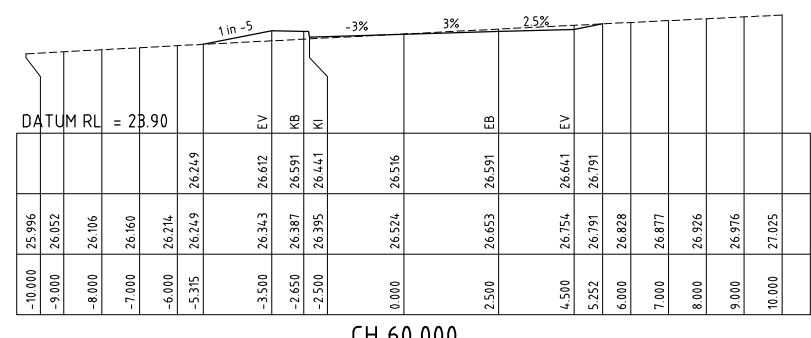 1 in -5 -3% 3% 2.5%
DATUM RL = 23.90 EV KB KI EB EV
26.249 26.612 26.591 26.441 26.516 26.591 26.641 26.791
25.996 26.052 26.106 26.160 26.214 26.249 26.343 26.387 26.395 26.524 26.653 26.754 26.791 26.828 26.877 26.926 26.976 27.025
-10.000 -9.000 -8.000 -7.000 -6.000 -5.315 -3.500 -2.650 -2.500 0.000 2.500 4.500 5.252 6.000 7.000 8.000 9.000 10.000
CH 60.000